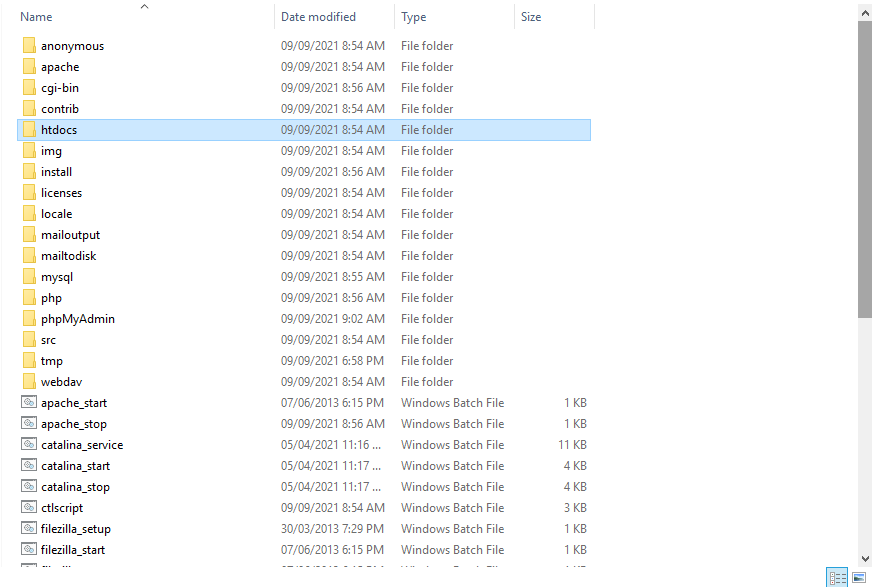 Name Date modified Type Size
anonymous 09/09/2021 8:54 AM File folder
apache 09/09/2021 8:54 AM File folder
cgi-bin 09/09/2021 8:56 AM File folder
contrib 09/09/2021 8:54 AM File folder
htdocs 09/09/2021 8:54 AM File folder
img 09/09/2021 8:54 AM File folder
install 09/09/2021 8:56 AM File folder
licenses 09/09/2021 8:54 AM File folder
locale 09/09/2021 8:54 AM File folder
mailoutput 09/09/2021 8:54 AM File folder
mailtodisk 09/09/2021 8:54 AM File folder
mysql 09/09/2021 8:55 AM File folder
php 09/09/2021 8:56 AM File folder
phpMyAdmin 09/09/2021 9:02 AM File folder
src 09/09/2021 8:54 AM File folder
tmp 09/09/2021 6:58 PM File folder
webdav 09/09/2021 8:54 AM File folder
apache_start 07/06/2013 6:15 PM Windows Batch File 1 KB
apache_stop 09/09/2021 8:56 AM Windows Batch File 1 KB
catalina_service 05/04/2021 11:16 ... Windows Batch File 11 KB
catalina_start 05/04/2021 11:17 ... Windows Batch File 4 KB
catalina_stop 05/04/2021 11:17 ... Windows Batch File 4 KB
ctlscript 09/09/2021 8:54 AM Windows Batch File 3 KB
filezilla_setup 30/03/2013 7:29 PM Windows Batch File 1 KB
filezilla_start 07/06/2013 6:15 PM Windows Batch File 1 KB